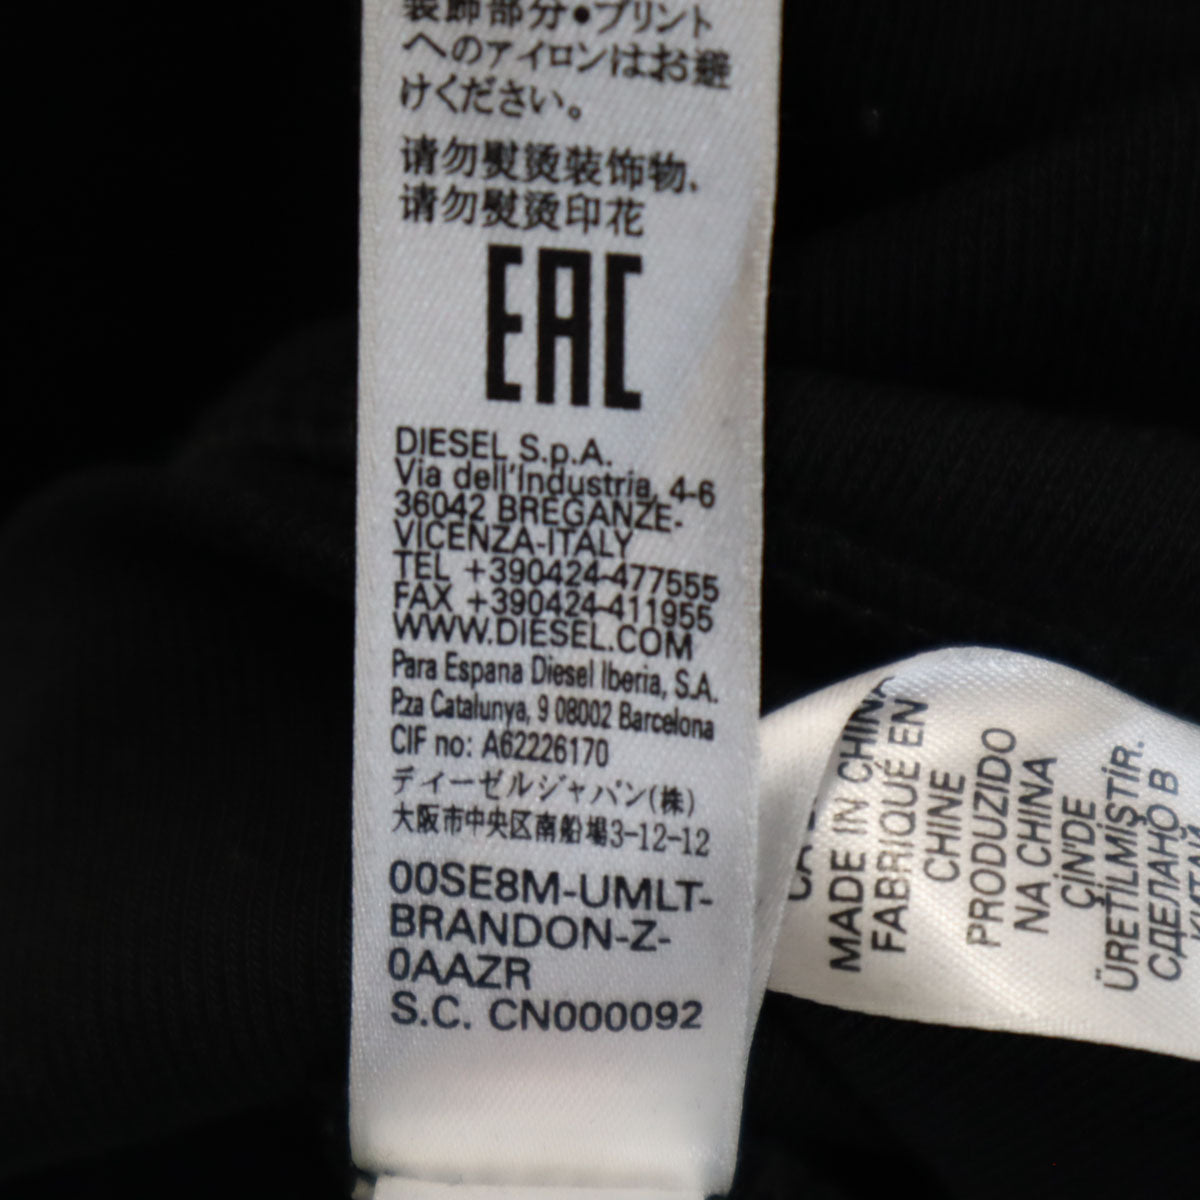 装飾部分•プリント
へのアイロンはお避
けください。
请勿熨烫装饰物,
请勿熨烫印花
EAC
DIESEL S.p.A.
Via dell'Industria, 4-6
36042 BREGANZE-
VICENZA-ITALY
TEL +390424-477555
FAX +390424-411955
WWW.DIESEL.COM
Para Espana Diesel Iberia, S.A.
P.za Catalunya, 9 08002 Barcelona
CIF no: A62226170
ディーゼルジャパン(株)
大阪市中央区南船場3-12-12
00SE8M-UMLT-
BRANDON-Z-
0AAZR
S.C. CN000092
MADE IN CHINA
FABRIQUÉ EN
CHINE
PRODUZIDO
NA CHINA
ÇİN'DE
ÜRETİLMİŞTİR.
СДЕЛАНО В